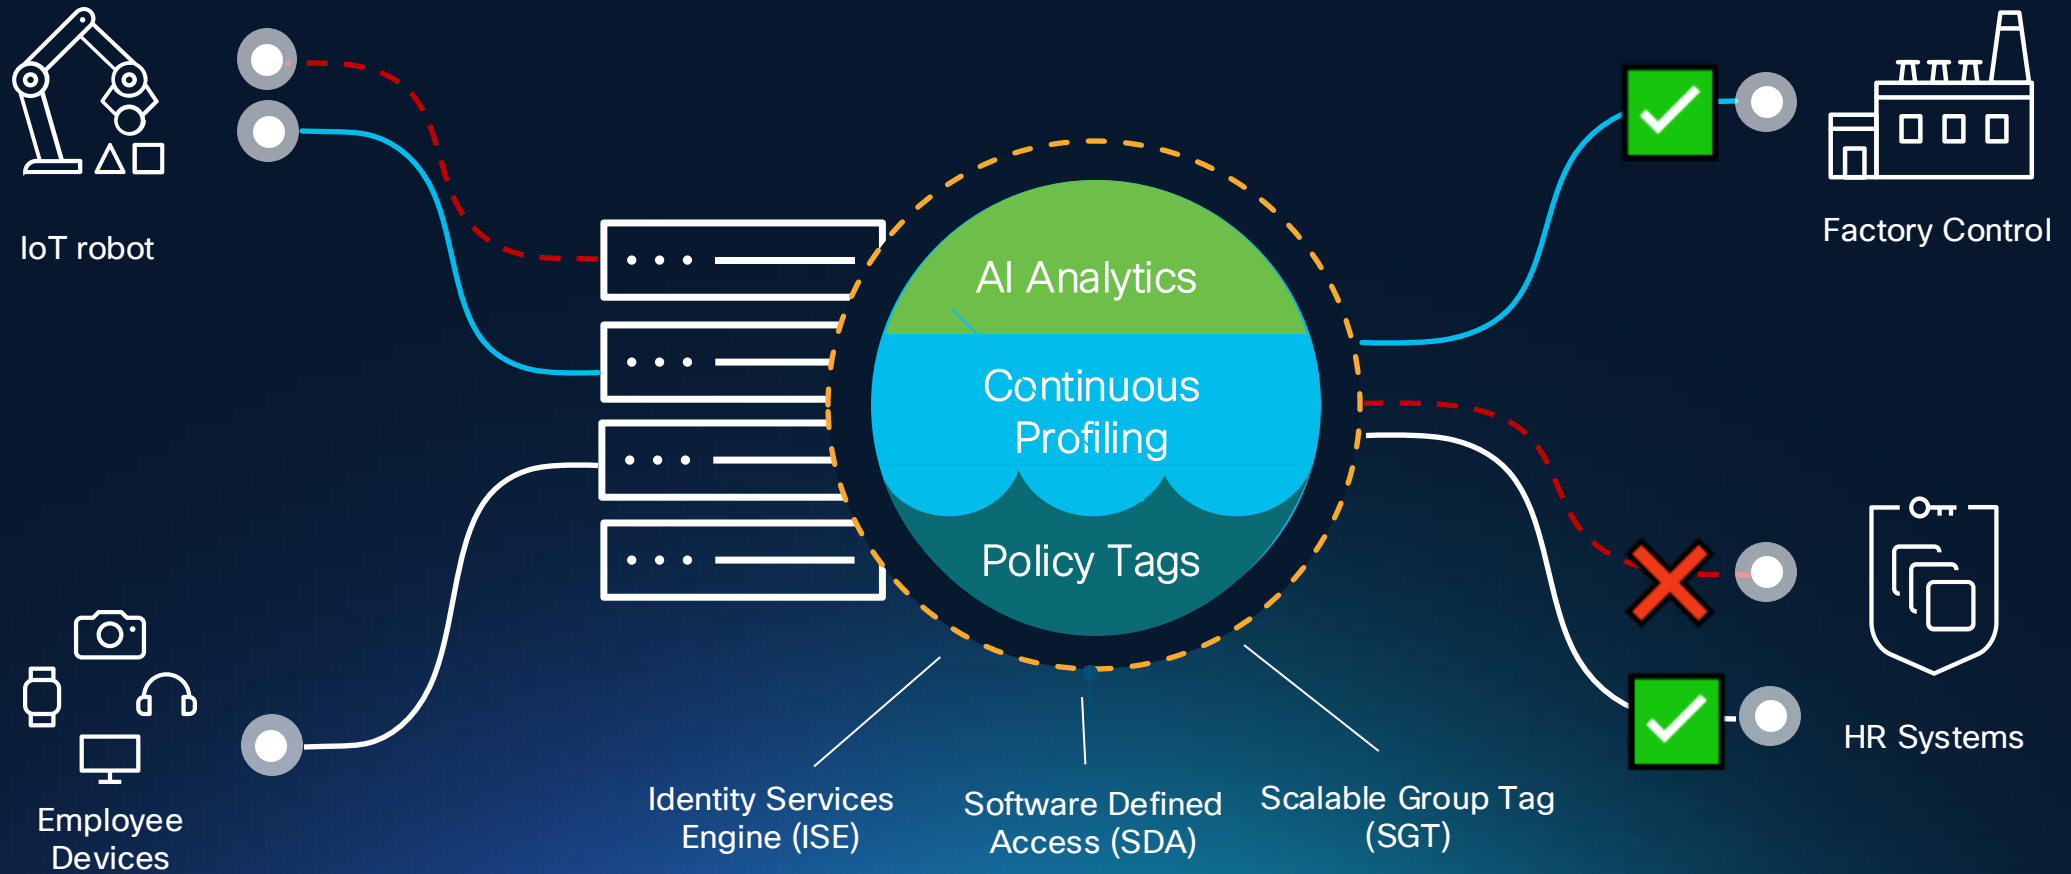 IoT robot
Factory Control
AI Analytics
Continuous
Profiling
Policy Tags
HR Systems
Employee
Devices
Identity Services
Engine (ISE)
Software Defined
Access (SDA)
Scalable Group Tag
(SGT)